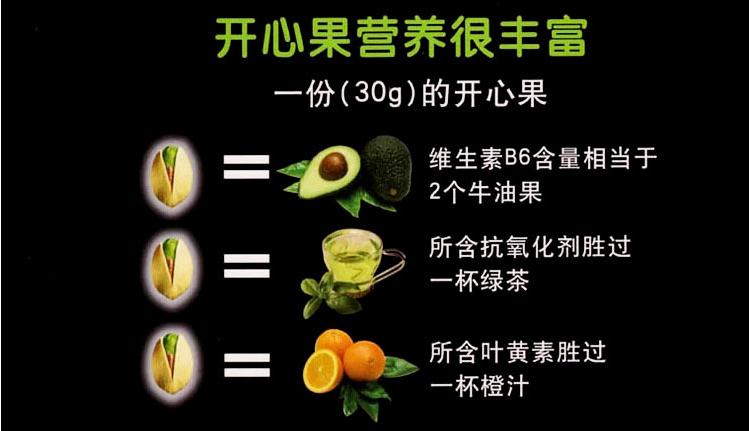 开心果营养很丰富
一份(30g)的开心果
维生素B6含量相当于
2个牛油果
所含抗氧化剂胜过
一杯绿茶
所含叶黄素胜过
一杯橙汁